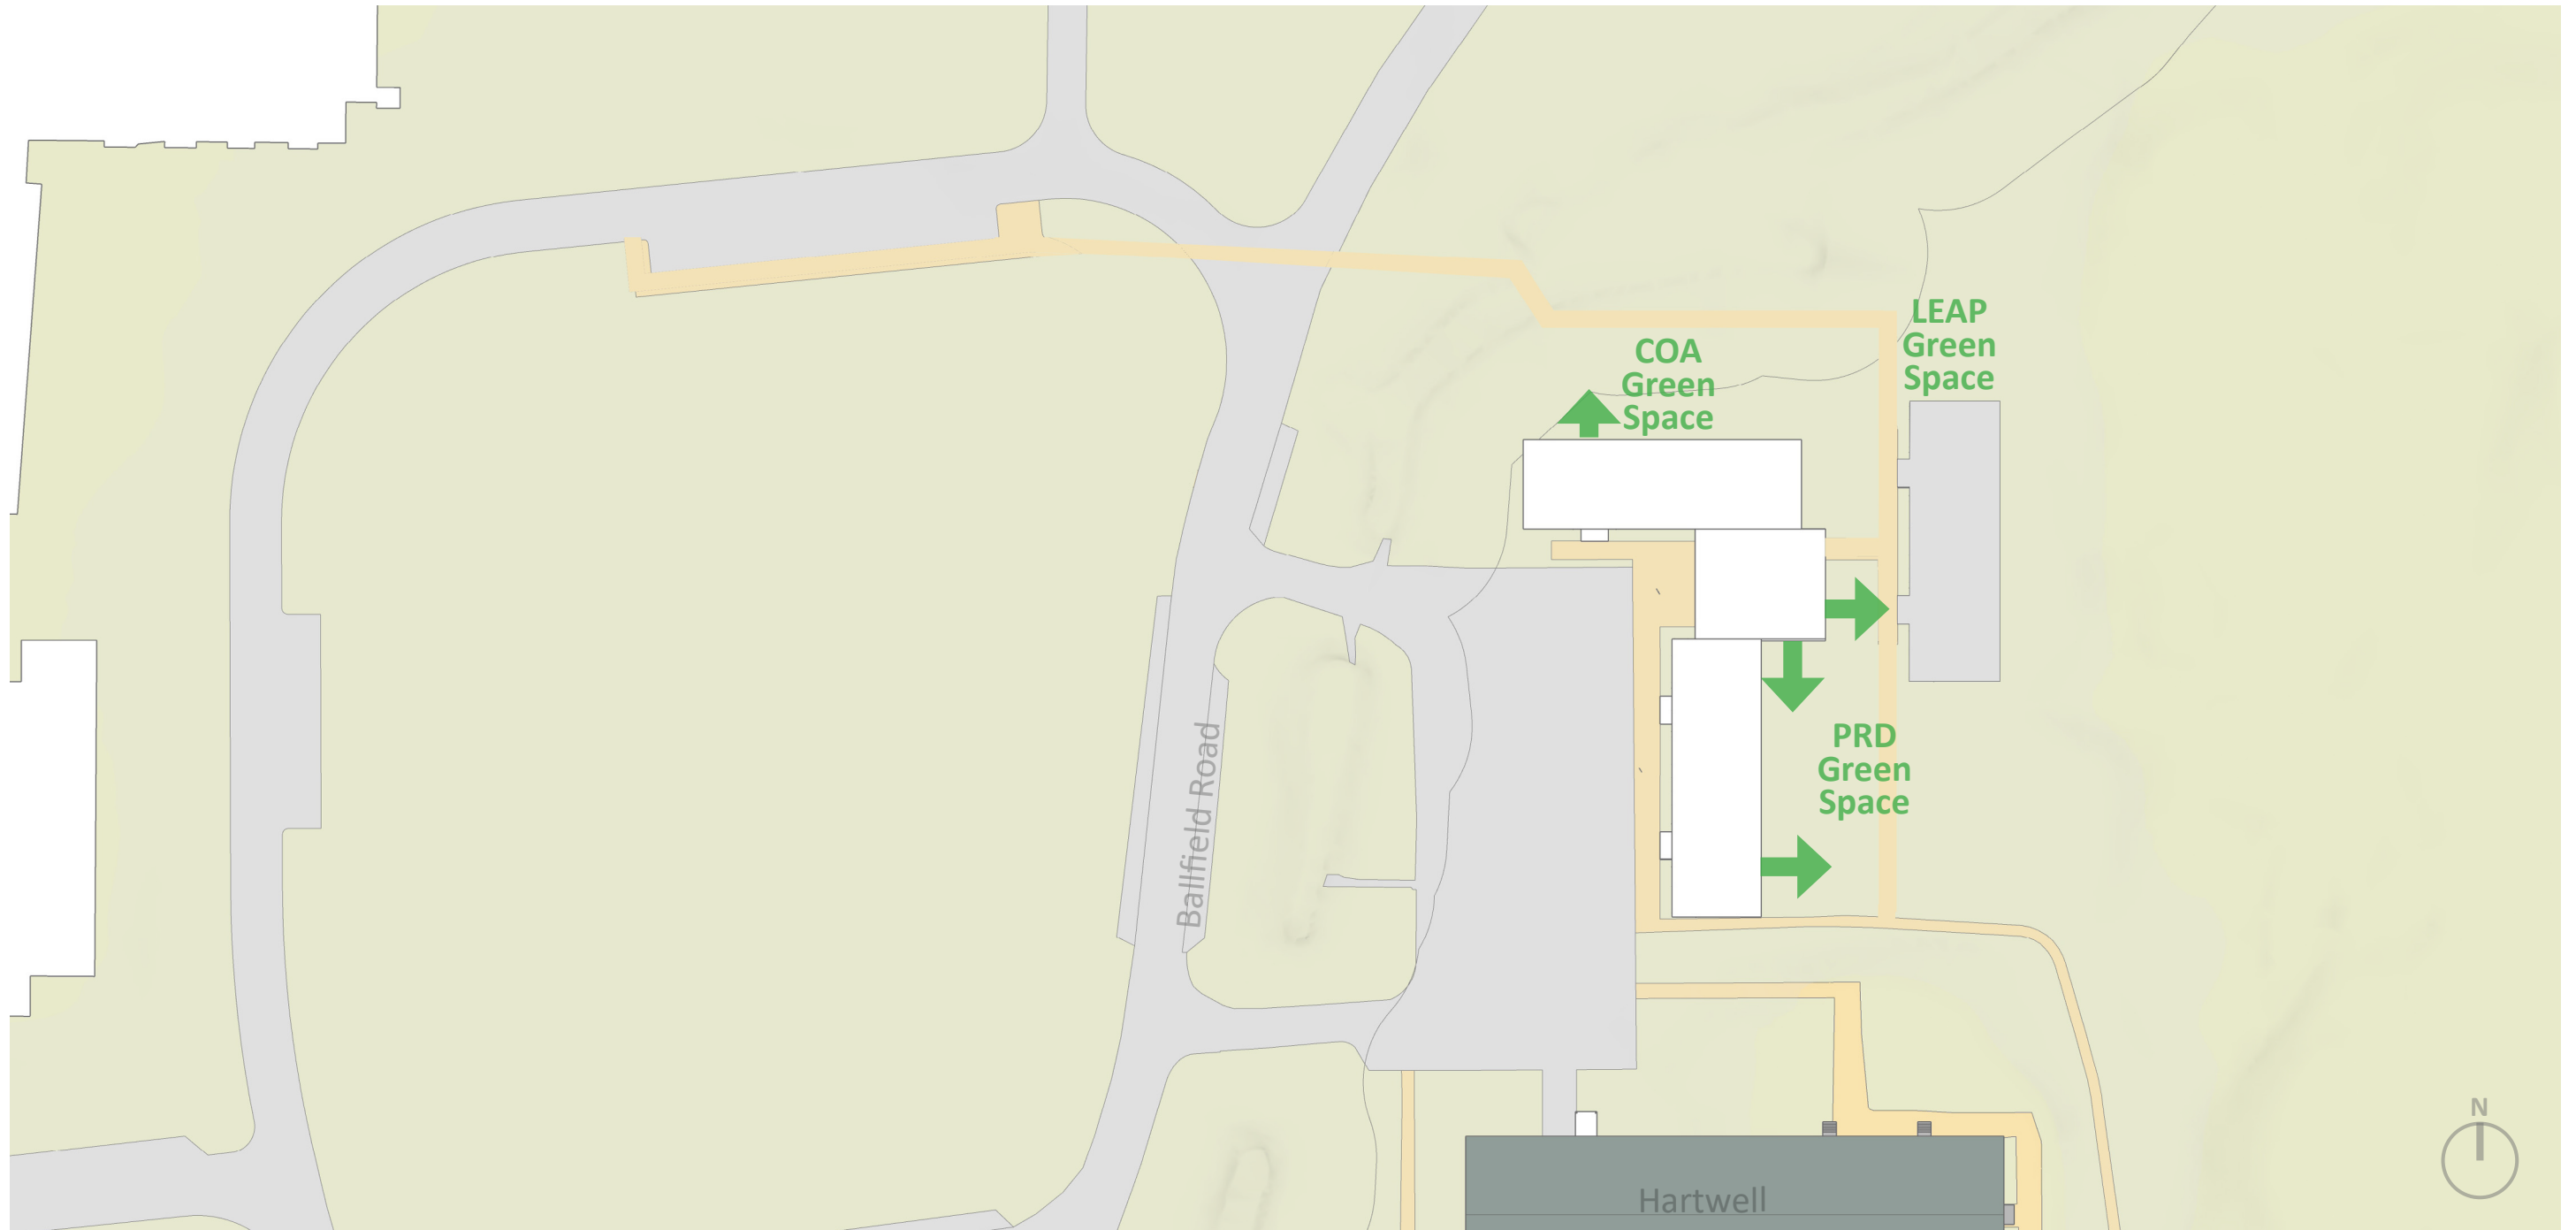 LEAP
Green
Space
COA
Green
Space
PRD
Green
Space
Ballfield Road
Hartwell
N